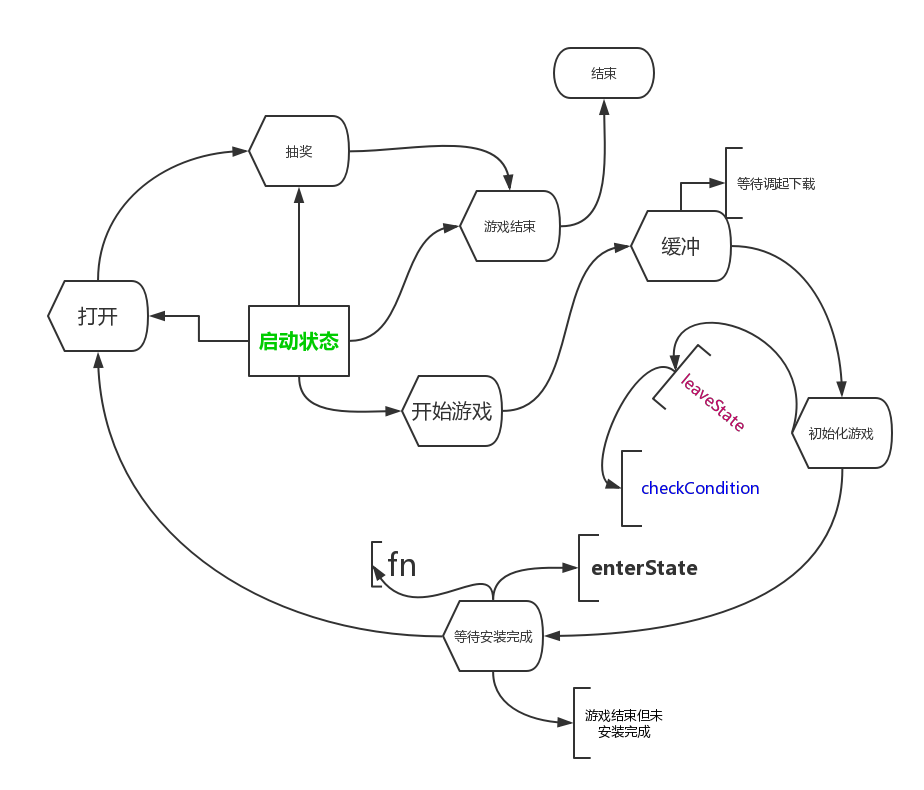 结束
抽奖
等待调起下载
游戏结束
缓冲
打开
启动状态
开始游戏
leaveState
初始化游戏
checkCondition
fn
enterState
等待安装完成
游戏结束但未
安装完成